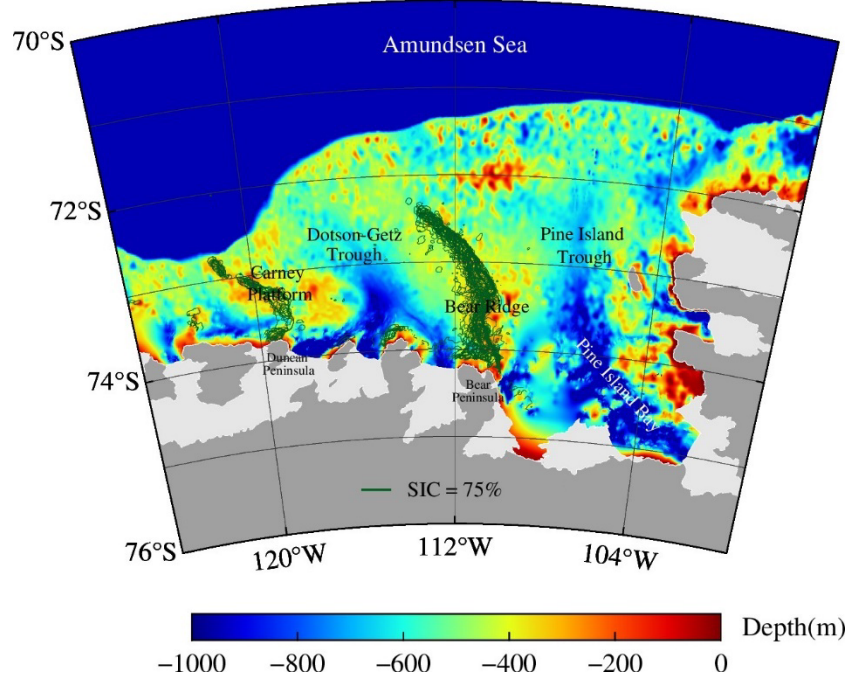 70°S
Amundsen Sea
72°S
Dotson-Getz
Trough
Pine Island
Trough
Carney
Platform
Bear Ridge
Duncan
Peninsula
Bear
Peninsula
Pine Island Bay
74°S
SIC = 75%
76°S
120°W
112°W
104°W
Depth(m)
−1000
−800
−600
−400
−200
0